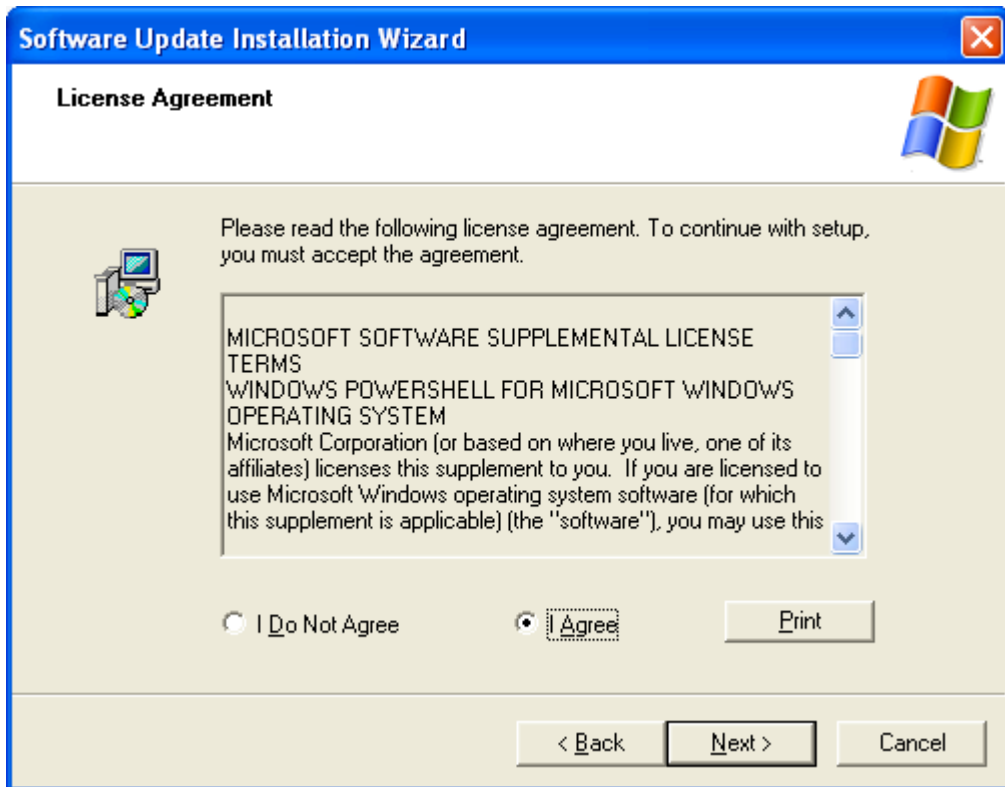 Software Update Installation Wizard
License Agreement
Please read the following license agreement. To continue with setup,
you must accept the agreement.
MICROSOFT SOFTWARE SUPPLEMENTAL LICENSE
TERMS
WINDOWS POWERSHELL FOR MICROSOFT WINDOWS
OPERATING SYSTEM
Microsoft Corporation (or based on where you live, one of its
affiliates) licenses this supplement to you.  If you are licensed to
use Microsoft Windows operating system software (for which
this supplement is applicable) (the "software"), you may use this
I Do Not Agree
I Agree
Print
< Back
Next >
Cancel